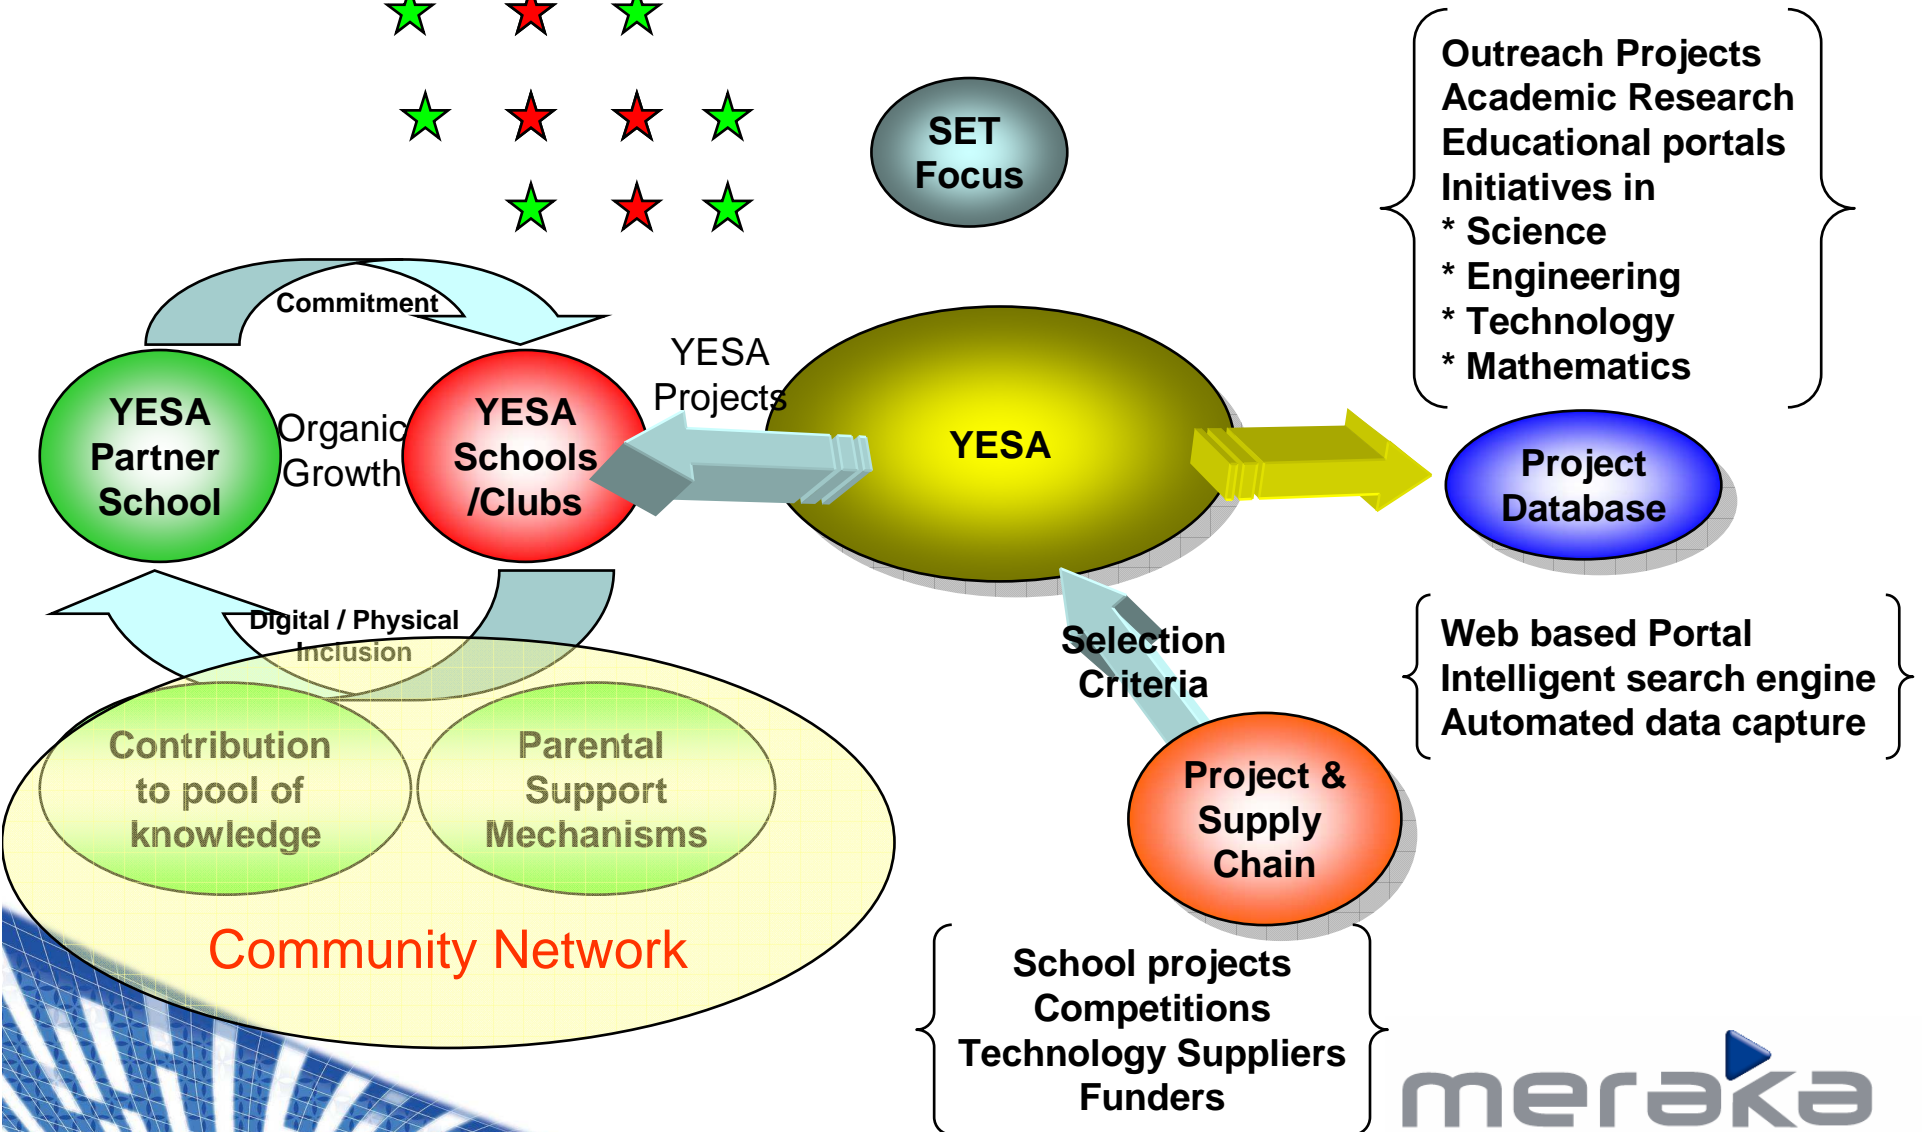 SET
Focus
Outreach Projects
Academic Research
Educational portals
Initiatives in
* Science
* Engineering
* Technology
* Mathematics
Commitment
YESA
Partner
School
Organic
Growth
YESA
Schools
/Clubs
YESA
Projects
YESA
Project
Database
Digital / Physical
Inclusion
Selection
Criteria
Web based Portal
Intelligent search engine
Automated data capture
Contribution
to pool of
knowledge
Parental
Support
Mechanisms
Project &
Supply
Chain
Community Network
School projects
Competitions
Technology Suppliers
Funders
meraka